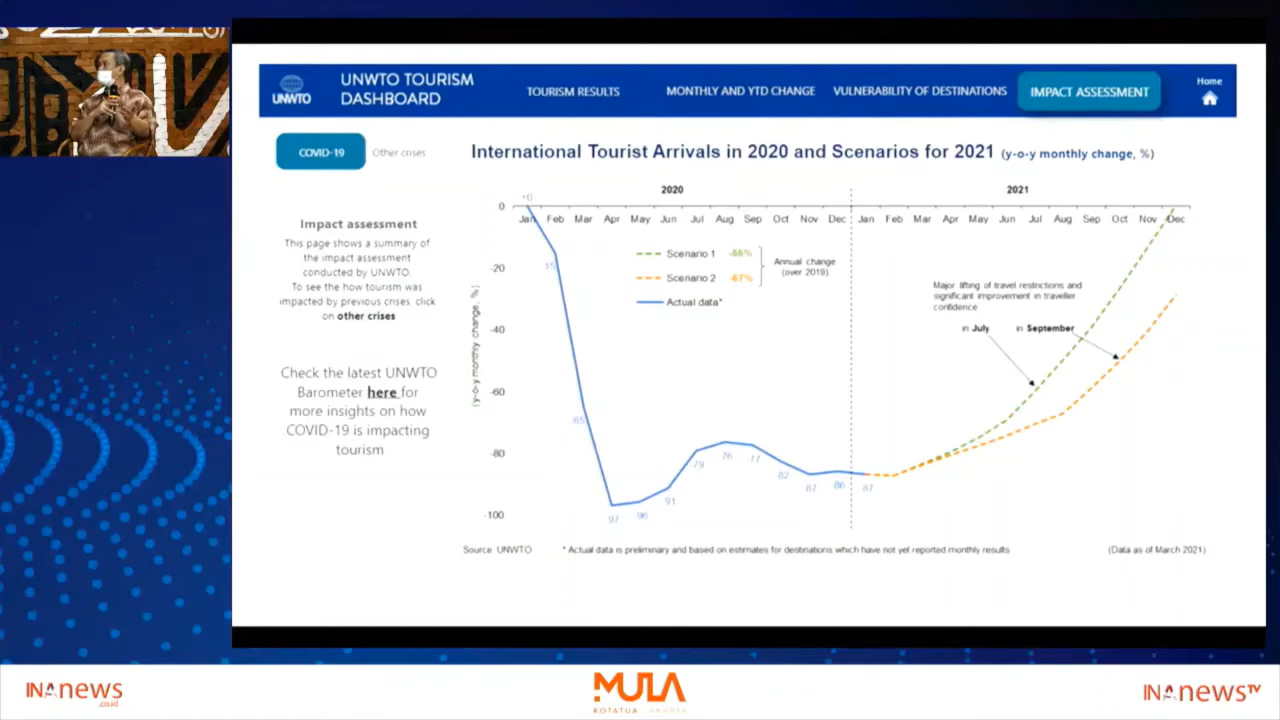 UNWTO
UNWTO TOURISM
DASHBOARD
TOURISM RESULTS
MONTHLY AND YTD CHANGE
VULNERABILITY OF DESTINATIONS
IMPACT ASSESSMENT
Home
COVID-19
Other crises
International Tourist Arrivals in 2020 and Scenarios for 2021 (y-o-y monthly change, %)
Impact assessment
This page shows a summary of
the impact assessment
conducted by UNWTO.
To see the how tourism was
impacted by previous crises, click
on other crises
Check the latest UNWTO
Barometer here for
more insights on how
COVID-19 is impacting
tourism
2020
2021
Jan Feb Mar Apr May Jun Jul Aug Sep Oct Nov Dec Jan Feb Mar Apr May Jun Jul Aug Sep Oct Nov Dec
0
-20
-40
-60
-80
-100
(y-o-y monthly change, %)
Scenario 1 -55%
Scenario 2 -67%
Actual data*
Annual change
(over 2019)
Major lifting of travel restrictions and
significant improvement in traveller
confidence
in July
in September
15
65
97
96
91
-79
76
-77
82
87
-86
87
Source UNWTO
* Actual data is preliminary and based on estimates for destinations which have not yet reported monthly results
(Data as of March 2021)
INAnews
.co.id
MULA
KOTATUA JAKARTA
INAnewsTV